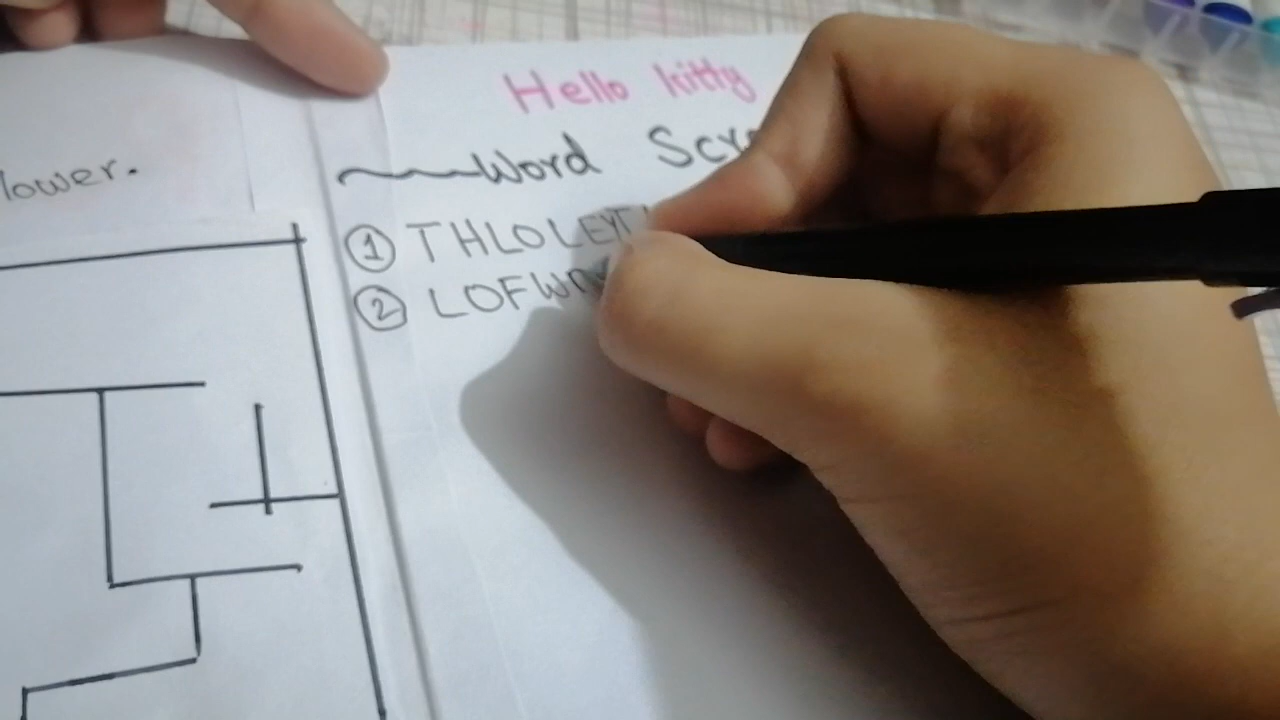 lower.
Hello kitty
Word Scr
① THLOLEYT
② LOFW